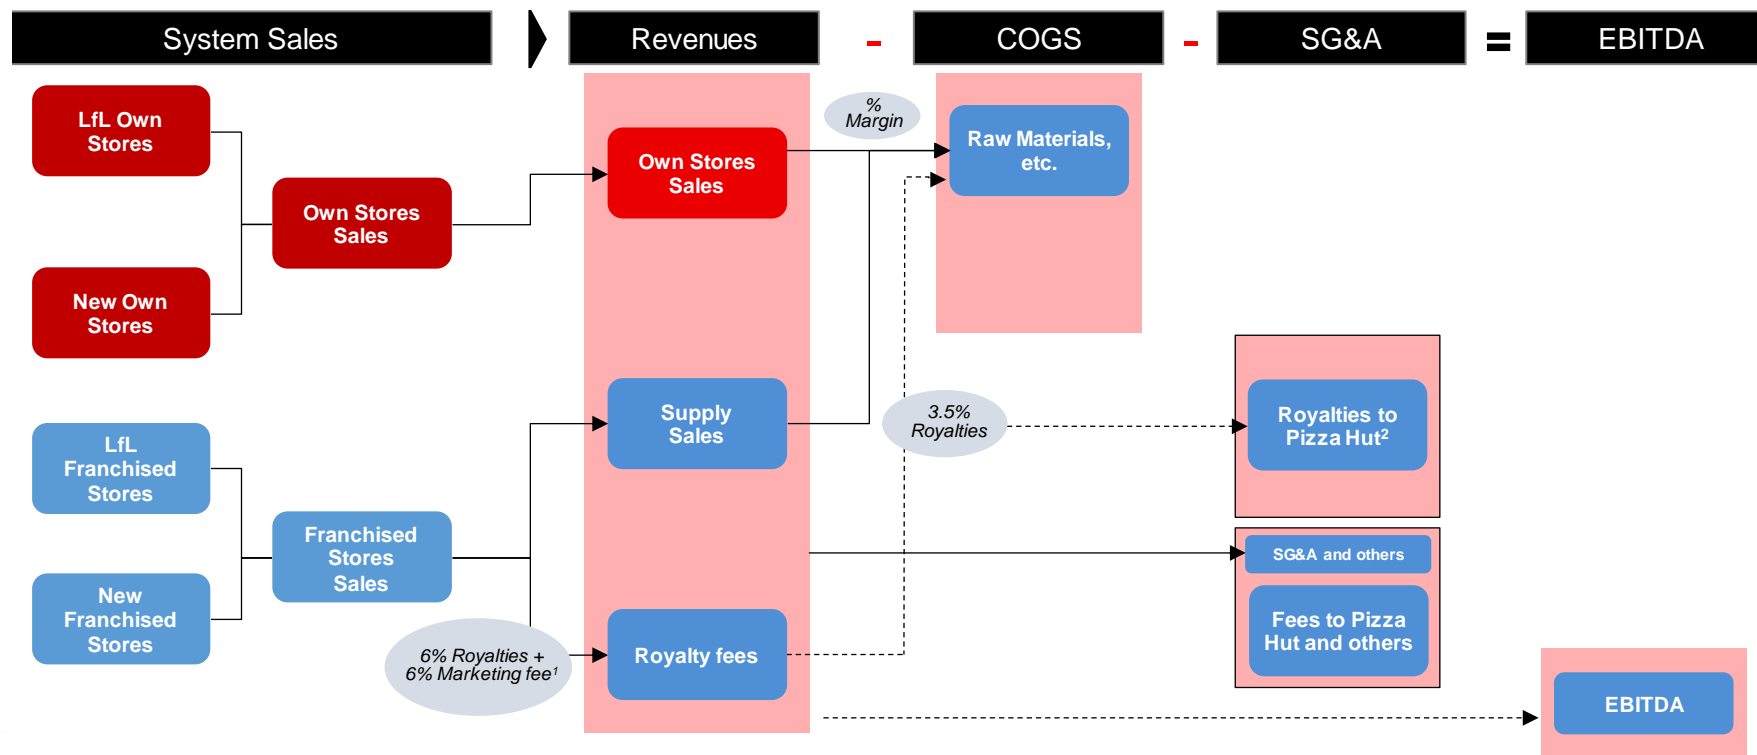 System Sales
Revenues
-
COGS
-
SG&A
=
EBITDA
LfL Own
Stores
New Own
Stores
Own Stores
Sales
LfL
Franchised
Stores
New
Franchised
Stores
Franchised
Stores
Sales
6% Royalties +
6% Marketing fee¹
Own Stores
Sales
Supply
Sales
Royalty fees
%
Margin
Raw Materials,
etc.
3.5%
Royalties
Royalties to
Pizza Hut²
SG&A and others
Fees to Pizza
Hut and others
EBITDA